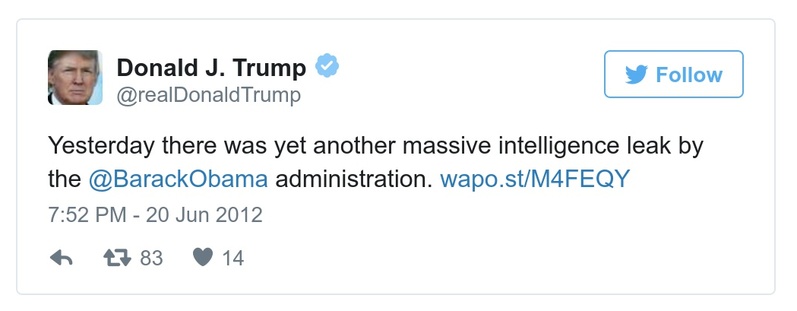 Donald J. Trump
@realDonaldTrump
Follow
Yesterday there was yet another massive intelligence leak by
the @BarackObama administration. wapo.st/M4FEQY
7:52 PM - 20 Jun 2012
83 14